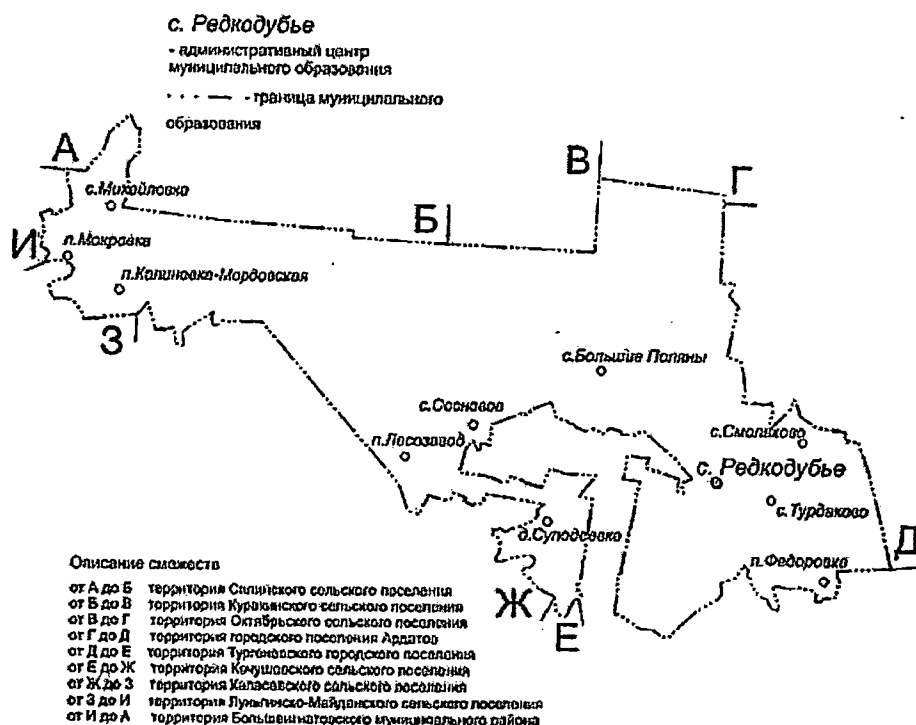 с. Редкодубье
- административный центр
муниципального образования
- граница муниципального
образования
А
В
Г
с.Михайловка
Б
И
п.Мокровка
п.Калиновка-Мордовская
З
с.Большие Поляны
с.Сосновое
с.Смольково
п.Лесозавод
с. Редкодубье
с.Турдаково
д.Суподеевка
Д
п.Федоровка
Описание смежеств
Ж
Е
от А до Б территория Силинского сельского поселения
от Б до В территория Куракинского сельского поселения
от В до Г территория Октябрьского сельского поселения
от Г до Д территория городского поселения Ардатов
от Д до Е территория Тургеневского городского поселения
от Е до Ж территория Кечушевского сельского поселения
от Ж до З территория Каласевского сельского поселения
от З до И территория Луньгинско-Майданского сельского поселения
от И до А территория Большеигнатовского муниципального района